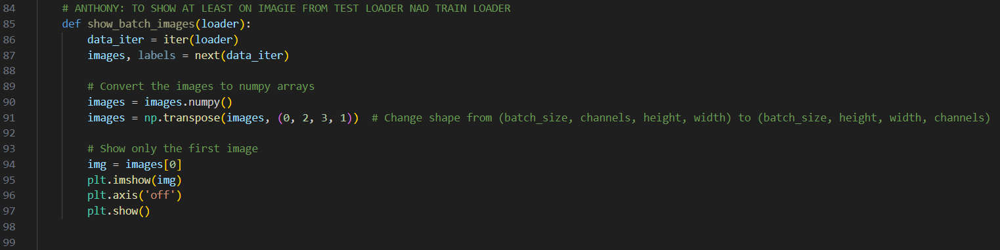 84 # ANTHONY: TO SHOW AT LEAST ON IMAGIE FROM TEST LOADER NAD TRAIN LOADER
85 def show_batch_images(loader):
86 data_iter = iter(loader)
87 images, labels = next(data_iter)
88
89 # Convert the images to numpy arrays
90 images = images.numpy()
91 images = np.transpose(images, (0, 2, 3, 1))  # Change shape from (batch_size, channels, height, width) to (batch_size, height, width, channels)
92
93 # Show only the first image
94 img = images[0]
95 plt.imshow(img)
96 plt.axis('off')
97 plt.show()
98
99